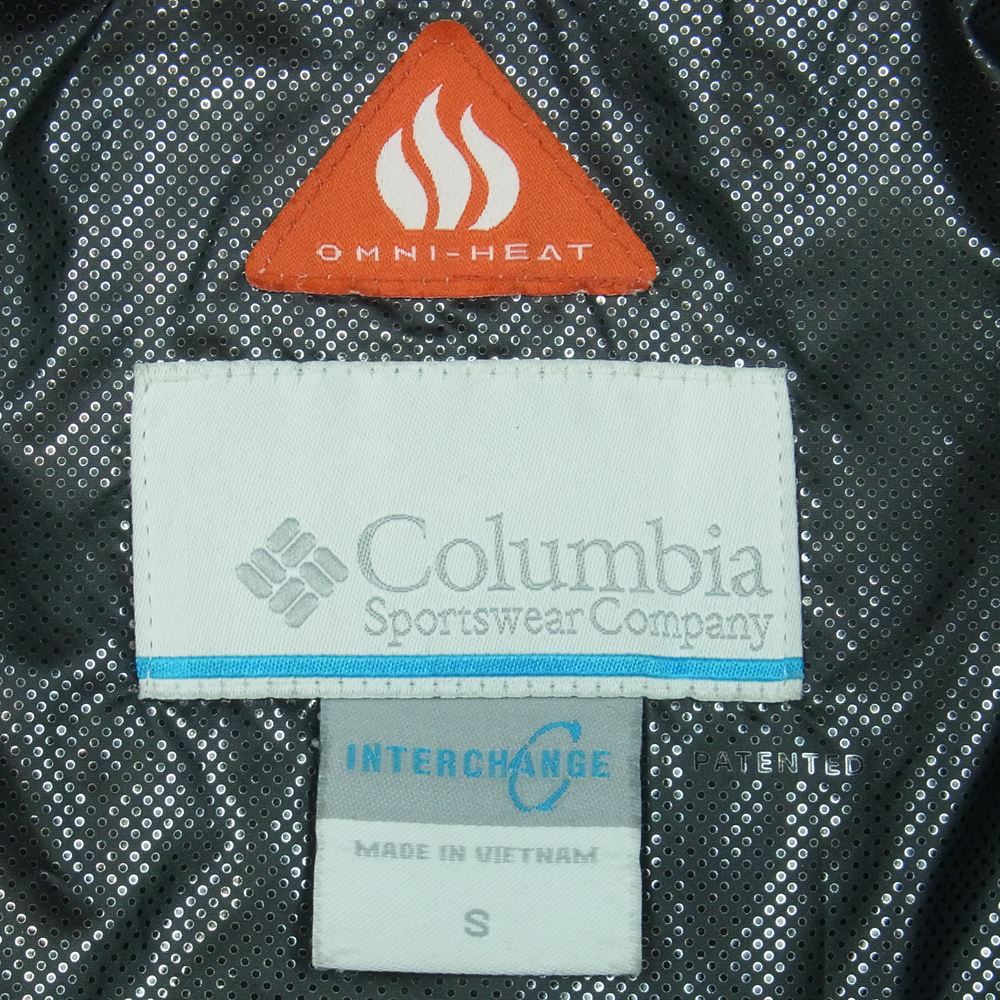 OMNI-HEAT
Columbia
Sportswear Company
INTERCHANGE
PATENTED
MADE IN VIETNAM
S